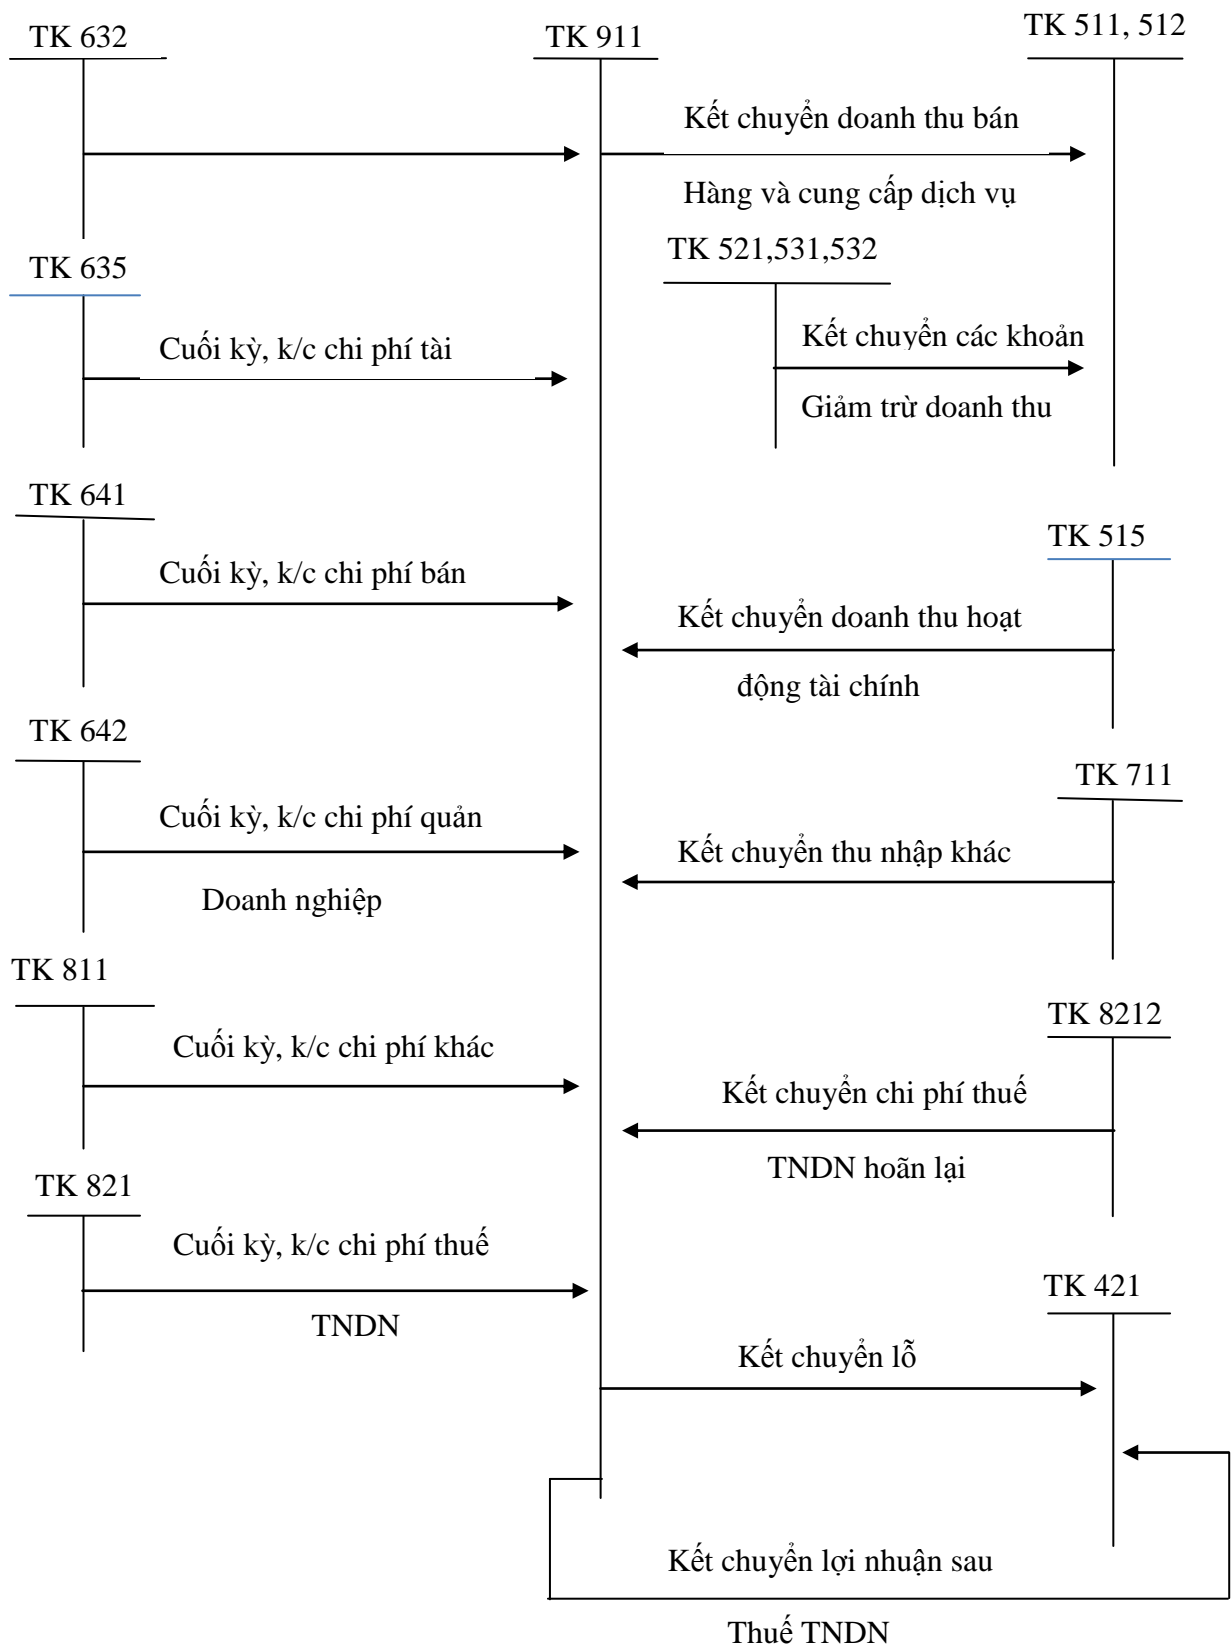 TK 632
TK 911
TK 511, 512
Kết chuyển doanh thu bán
Hàng và cung cấp dịch vụ
TK 521,531,532
TK 635
Kết chuyển các khoản
Cuối kỳ, k/c chi phí tài
Giảm trừ doanh thu
TK 641
TK 515
Cuối kỳ, k/c chi phí bán
Kết chuyển doanh thu hoạt
động tài chính
TK 642
TK 711
Cuối kỳ, k/c chi phí quản
Kết chuyển thu nhập khác
Doanh nghiệp
TK 811
TK 8212
Cuối kỳ, k/c chi phí khác
Kết chuyển chi phí thuế
TNDN hoãn lại
TK 821
Cuối kỳ, k/c chi phí thuế
TK 421
TNDN
Kết chuyển lỗ
Kết chuyển lợi nhuận sau
Thuế TNDN